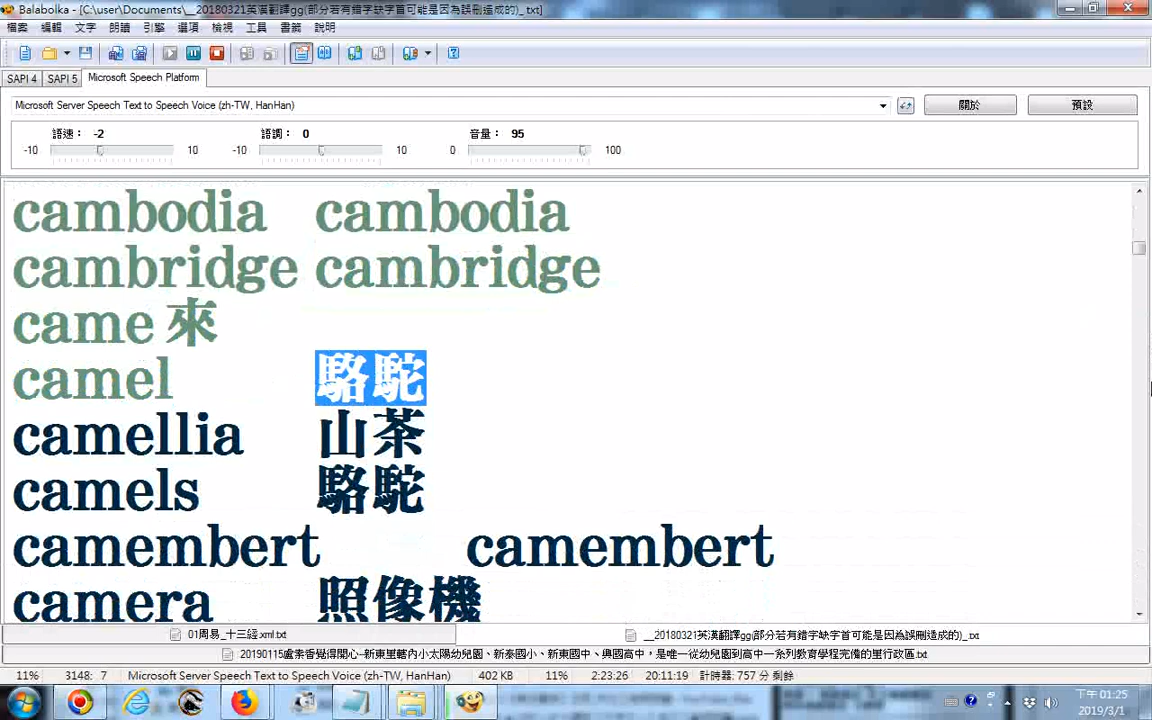 Balabolka - [C:\user\Documents\__20180321英漢翻譯gg(部分若有錯字缺字首可能是因為誤刪造成的)_.txt]
檔案 編輯 文字 朗讀 引擎 選項 檢視 工具 書籤 說明
SAPI 4 SAPI 5 Microsoft Speech Platform
Microsoft Server Speech Text to Speech Voice (zh-TW, HanHan) 關於 預設
語速： -2 語調： 0 音量： 95
-10 10 -10 10 0 100
cambodia cambodia
cambridge cambridge
came 來
camel 駱駝
camellia 山茶
camels 駱駝
camembert camembert
camera 照像機
01周易_十三經.xml.txt __20180321英漢翻譯gg(部分若有錯字缺字首可能是因為誤刪造成的)_.txt
20190115盧素香覺得開心-新東里轄內小太陽幼兒園、新泰國小、新東國中、興國高中，是唯一從幼兒園到高中一系列教育學程完備的里行政區.txt
11% 3148: 7 Microsoft Server Speech Text to Speech Voice (zh-TW, HanHan) 402 KB 11% 2:23:26 20:11:19 計時器: 757 分 剩餘
下午 01:25
2019/3/1